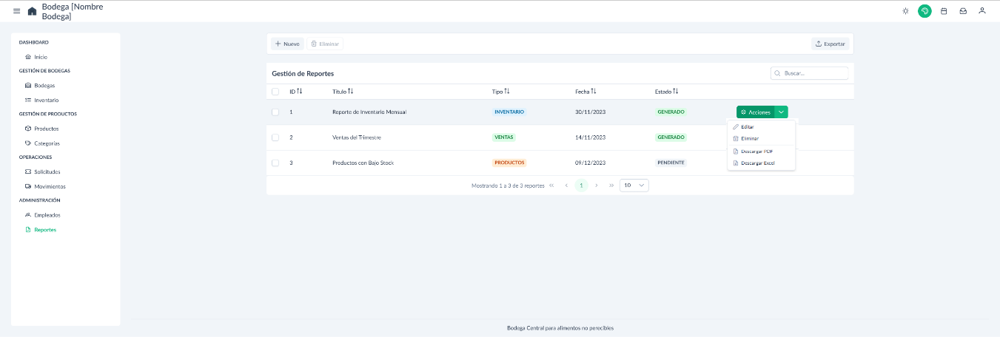 Bodega [Nombre
Bodega]
DASHBOARD
Inicio
GESTIÓN DE BODEGAS
Bodegas
Inventario
GESTIÓN DE PRODUCTOS
Productos
Categorías
OPERACIONES
Solicitudes
Movimientos
ADMINISTRACIÓN
Empleados
Reportes
Nuevo Eliminar Exportar
Gestión de Reportes Buscar...
ID Título Tipo Fecha Estado
1 Reporte de Inventario Mensual INVENTARIO 30/11/2023 GENERADO Acciones
Editar
Eliminar
Descargar PDF
Descargar Excel
2 Ventas del Trimestre VENTAS 14/11/2023 GENERADO
3 Productos con Bajo Stock PRODUCTOS 09/12/2023 PENDIENTE
Mostrando 1 a 3 de 3 reportes « ‹ 1 › » 10
Bodega Central para alimentos no perecibles